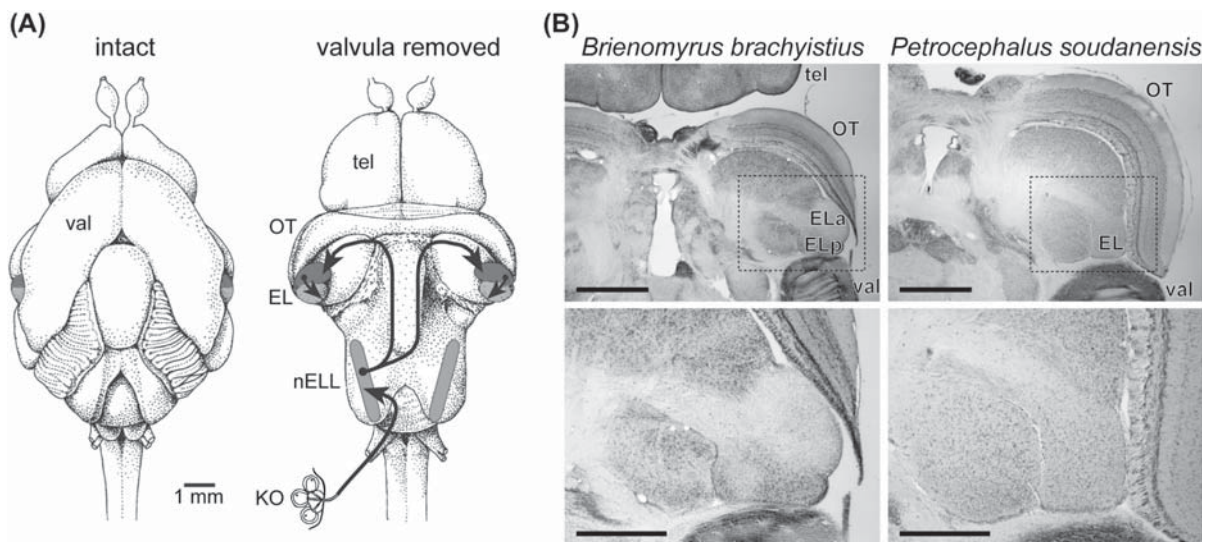 (A)
intact
valvula removed
val
tel
OT
EL
nELL
KO
1 mm
(B)
Brienomyrus brachyistius
Petrocephalus soudanensis
tel
OT
ELa
ELp
val
OT
EL
val